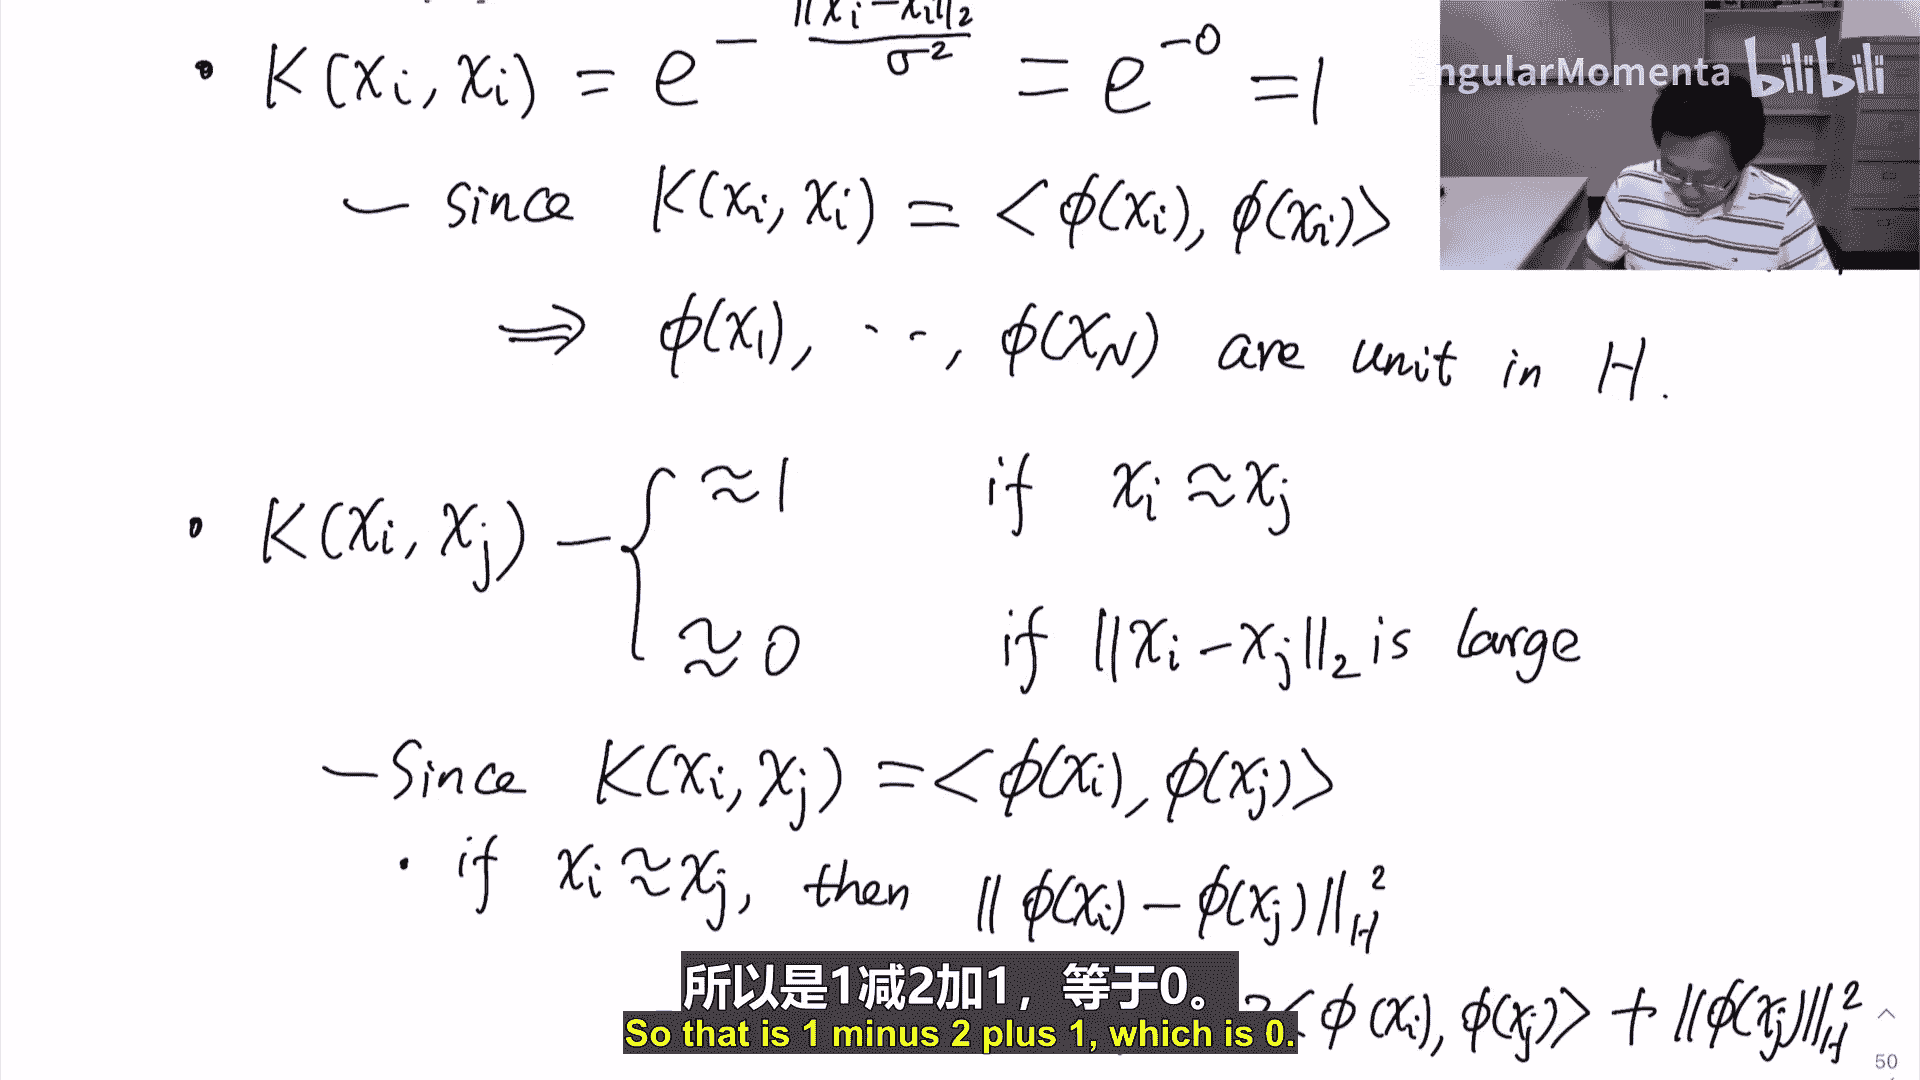 • K(xᵢ, xᵢ) = e^{- ‖xᵢ - xᵢ‖₂ / σ²} = e^{-0} = 1
ngularMomenta bilibili
— since K(xᵢ, xᵢ) = <ϕ(xᵢ), ϕ(xᵢ)>
⇒ ϕ(x₁), ⋯, ϕ(x_N) are unit in H.
• K(xᵢ, xⱼ) - { ≈ 1 if xᵢ ≈ xⱼ
≈ 0 if ‖xᵢ - xⱼ‖₂ is large
— Since K(xᵢ, xⱼ) = <ϕ(xᵢ), ϕ(xⱼ)>
• if xᵢ ≈ xⱼ, then ‖ϕ(xᵢ) - ϕ(xⱼ)‖²_H
所以是1减2加1，等于0。
<ϕ(xᵢ), ϕ(xⱼ)> + ‖ϕ(xⱼ)‖²_H
So that is 1 minus 2 plus 1, which is 0.
50